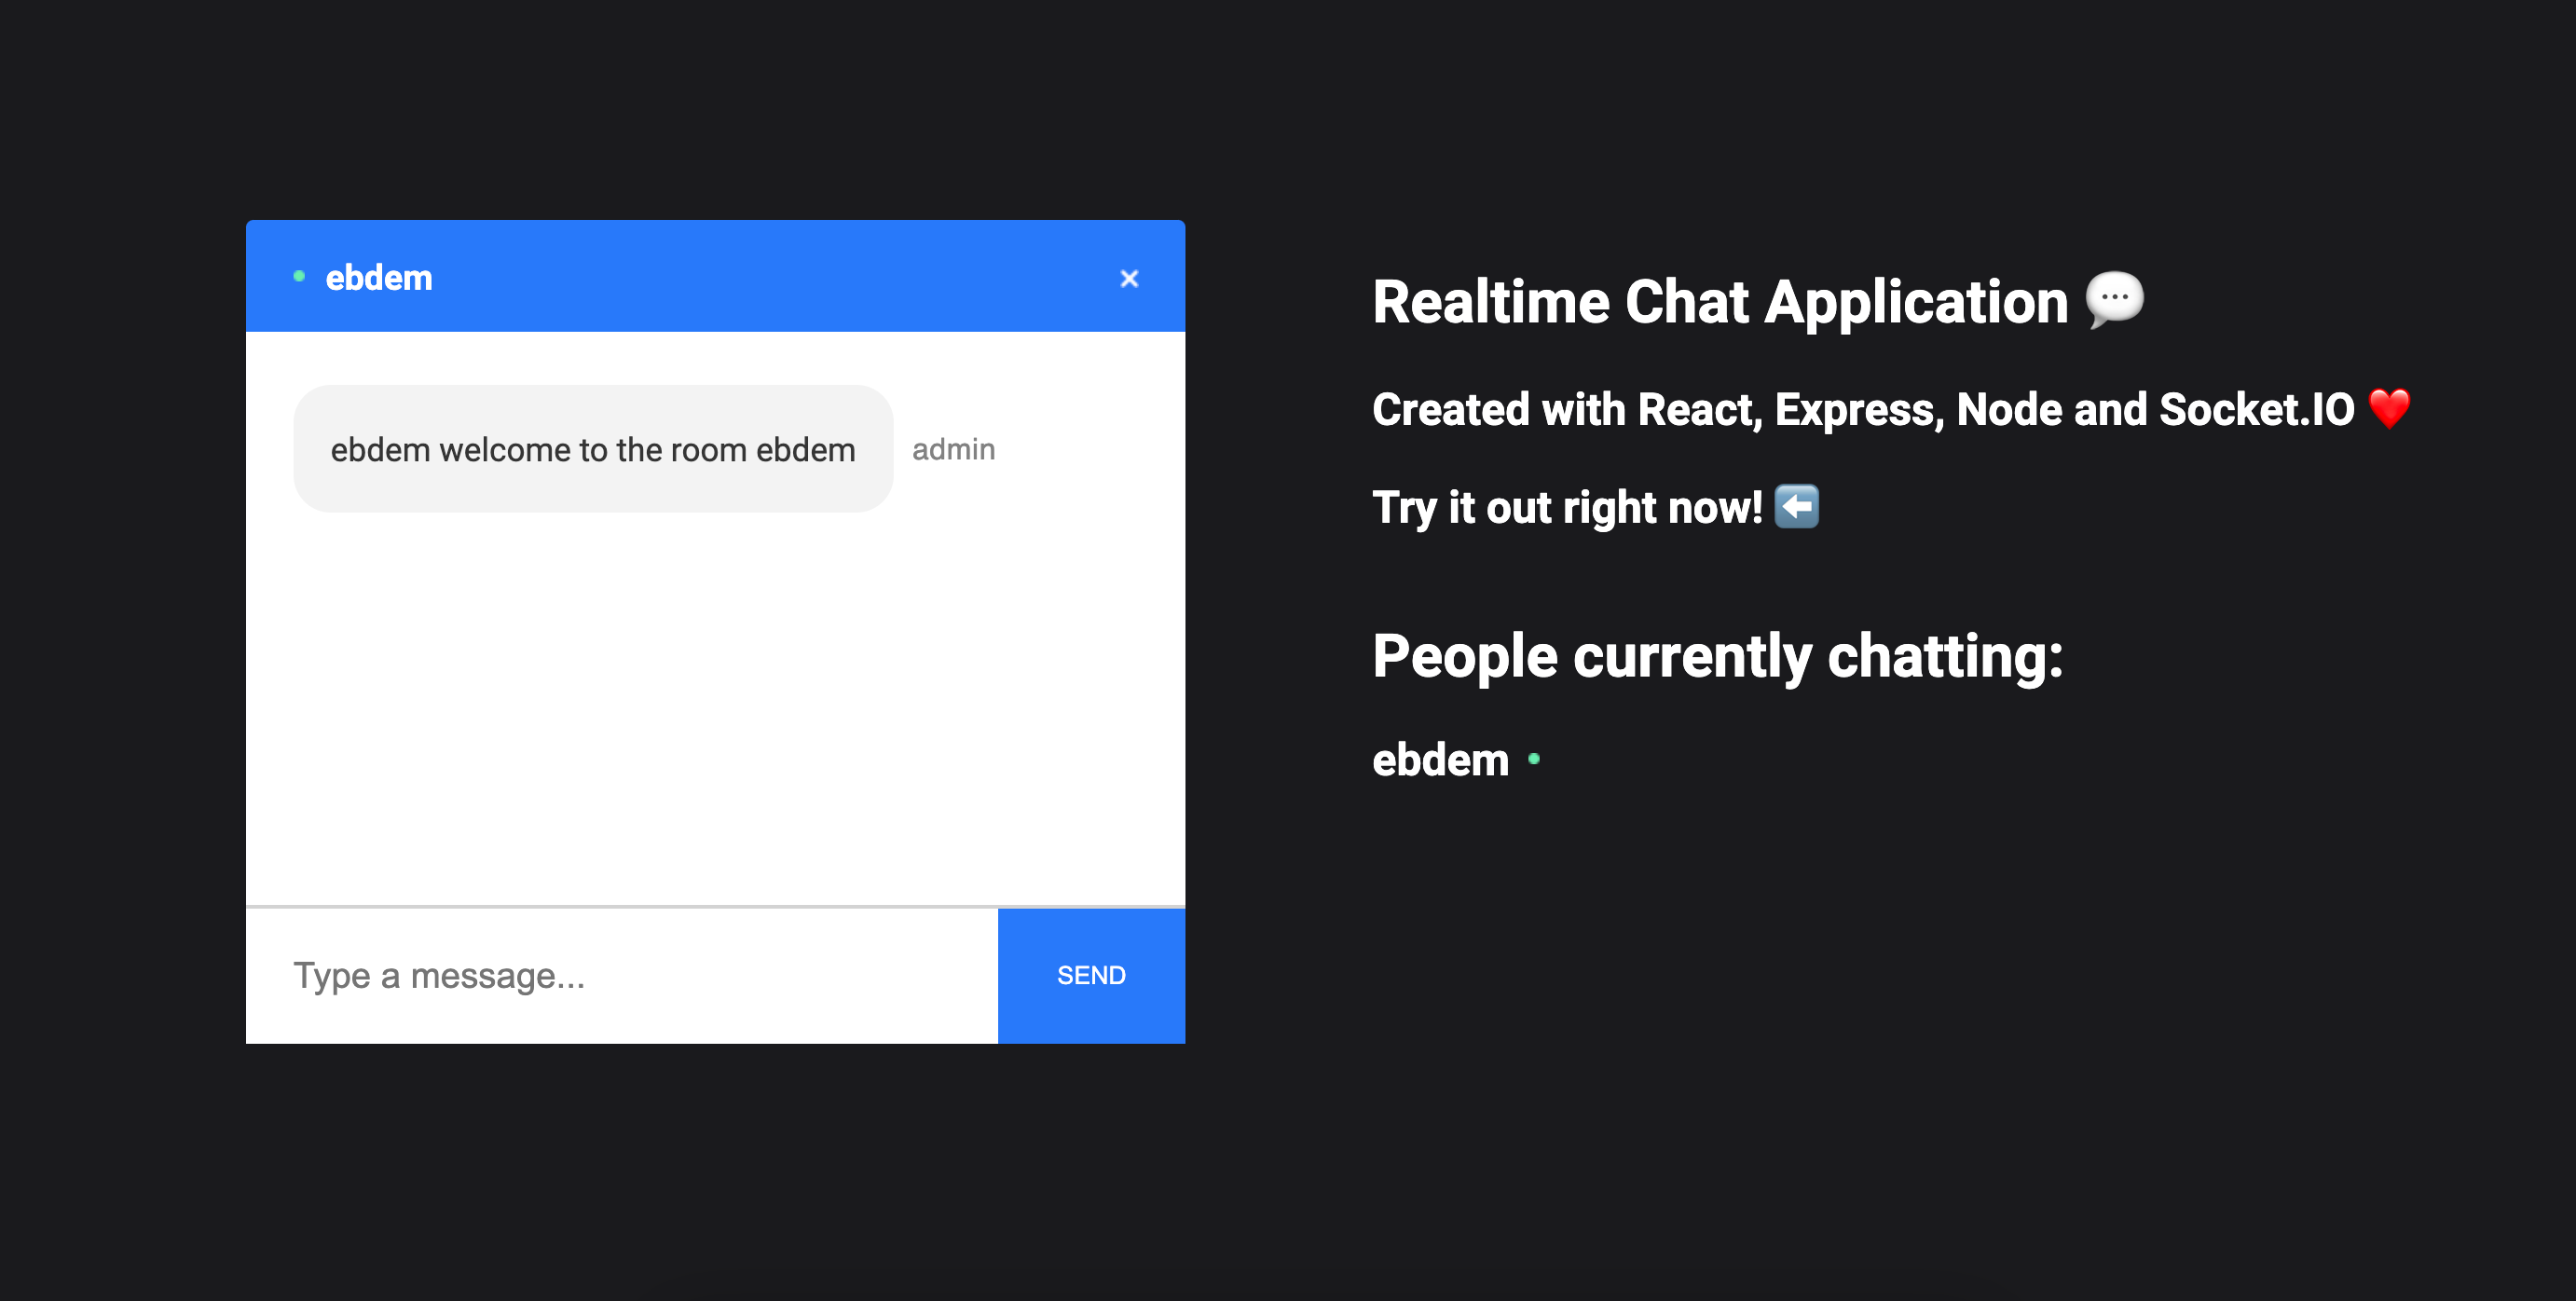 ebdem
ebdem welcome to the room ebdem admin
Type a message...
SEND
Realtime Chat Application 💬
Created with React, Express, Node and Socket.IO ❤️
Try it out right now! ⬅️
People currently chatting:
ebdem